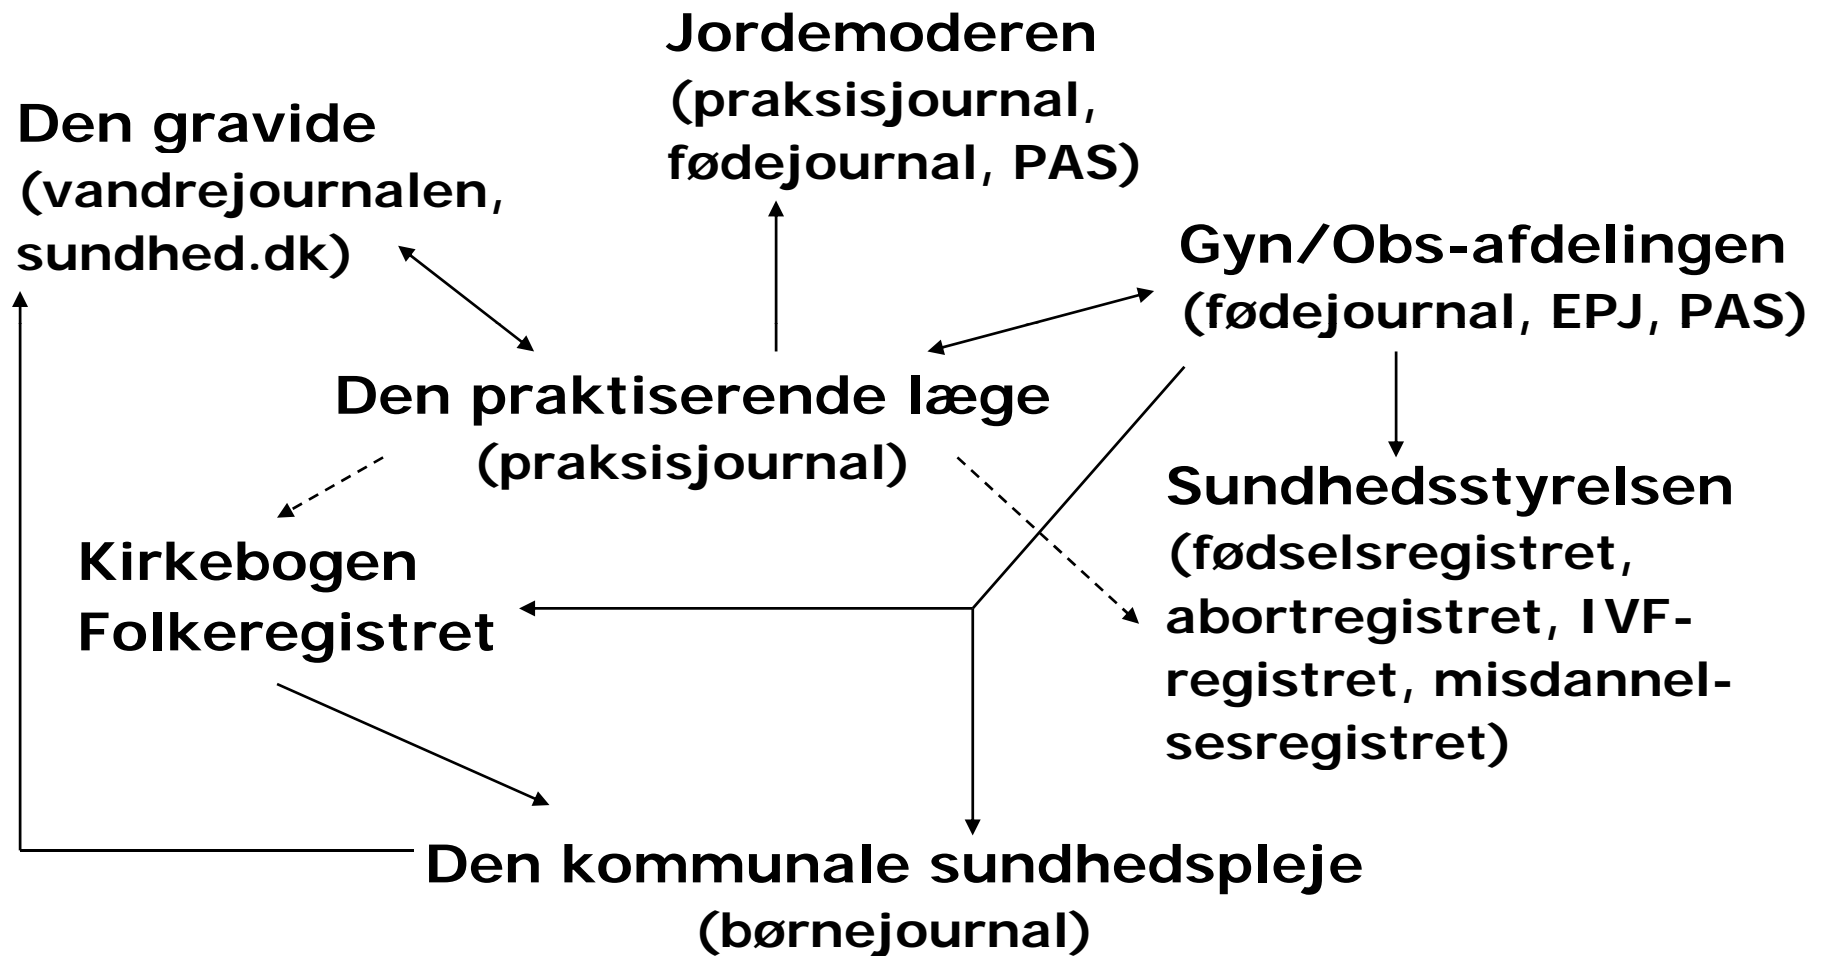 Jordemoderen
(praksisjournal,
fødejournal, PAS)
Den gravide
(vandrejournalen,
sundhed.dk)
Gyn/Obs-afdelingen
(fødejournal, EPJ, PAS)
Den praktiserende læge
(praksisjournal)
Sundhedsstyrelsen
(fødselsregistret,
abortregistret, IVF-
registret, misdannel-
sesregistret)
Kirkebogen
Folkeregistret
Den kommunale sundhedspleje
(børnejournal)